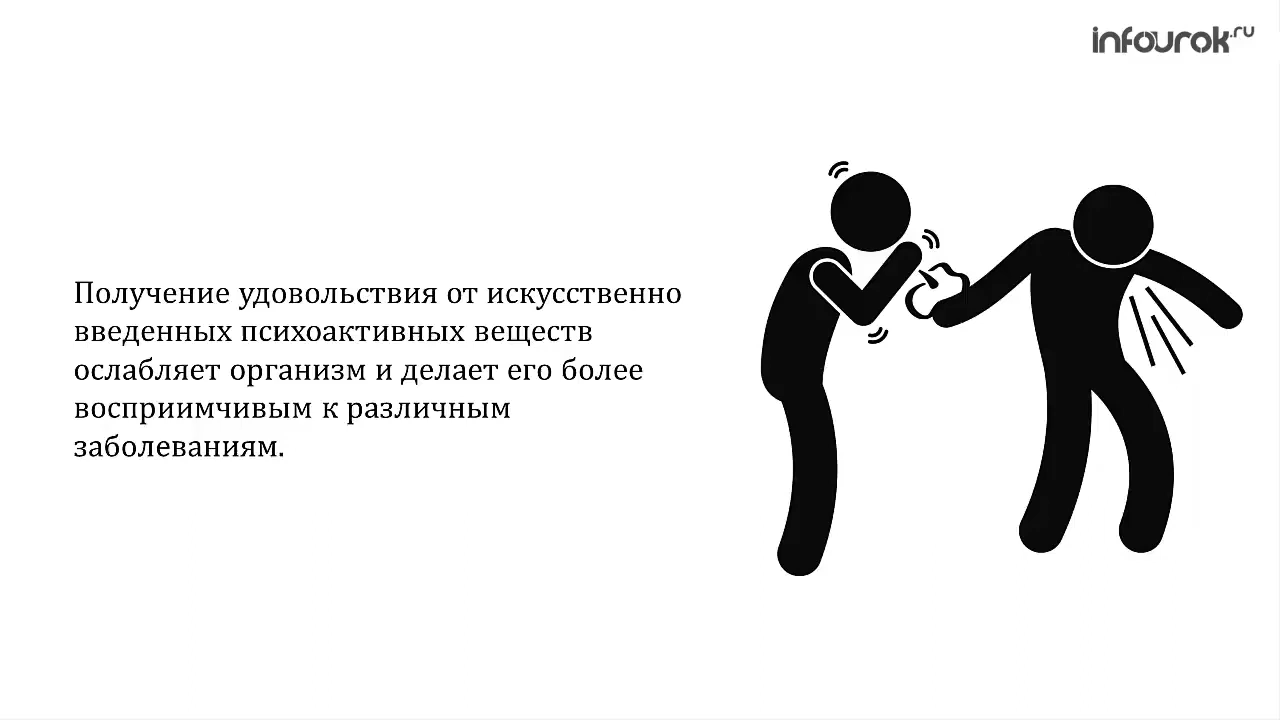 infourok.ru
Получение удовольствия от искусственно
введенных психоактивных веществ
ослабляет организм и делает его более
восприимчивым к различным
заболеваниям.